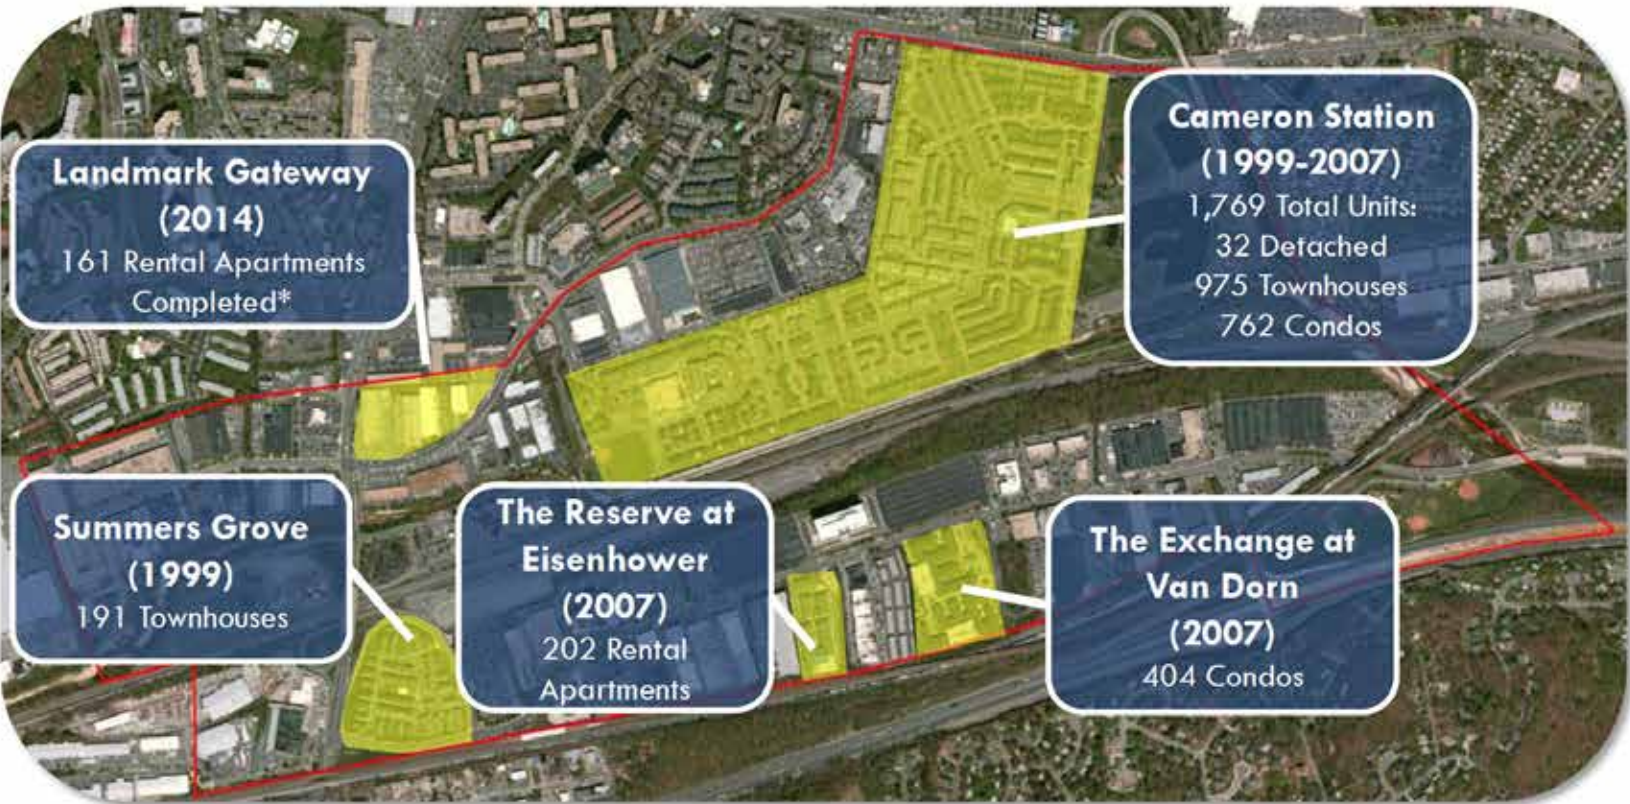 Landmark Gateway
(2014)
161 Rental Apartments
Completed*
Cameron Station
(1999-2007)
1,769 Total Units:
32 Detached
975 Townhouses
762 Condos
Summers Grove
(1999)
191 Townhouses
The Reserve at
Eisenhower
(2007)
202 Rental
Apartments
The Exchange at
Van Dorn
(2007)
404 Condos